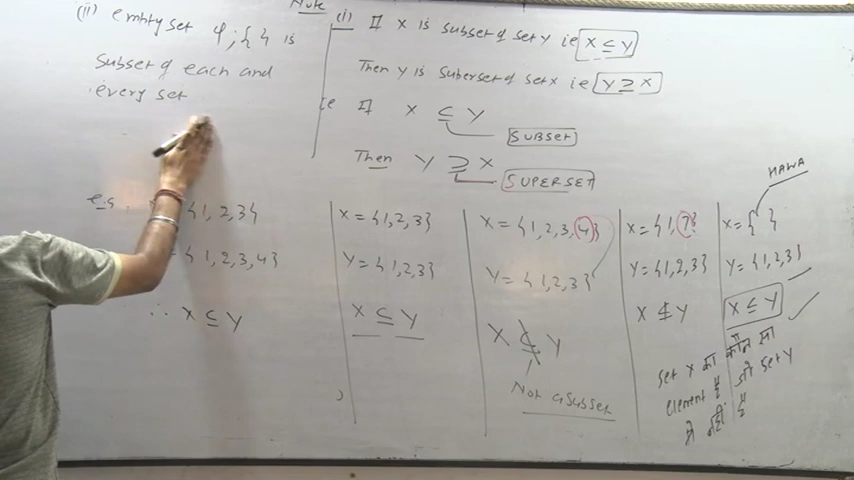 (ii) empty set φ ; { } is
subset of each and
every set
Note (i) If X is subset of set Y ie X ⊆ Y
Then Y is superset of set X ie Y ⊇ X
ie If X ⊆ Y
SUBSET
Then Y ⊇ X
SUPERSET
e.g. {1, 2, 3}
= {1, 2, 3, 4}
∴ X ⊆ Y
X = {1, 2, 3}
Y = {1, 2, 3}
X ⊆ Y
X = {1, 2, 3, 4}
Y = {1, 2, 3}
X ⊈ Y
Not a subset
X = {1, 7}
Y = {1, 2, 3}
X ⊈ Y
HAWA
X = { }
Y = {1, 2, 3}
X ⊆ Y
set X का कौन सा
element है जो set Y
मे नहीं है